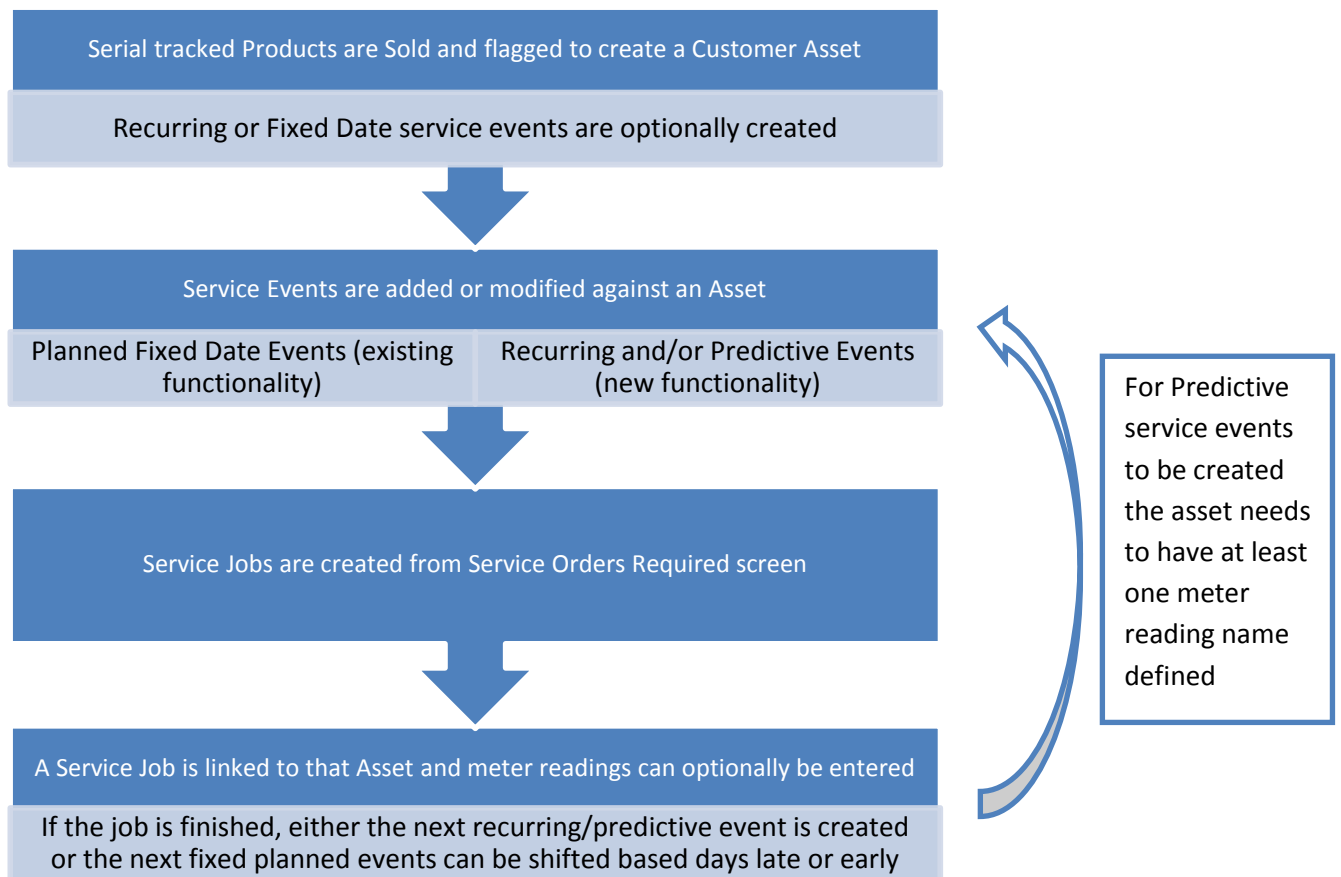 Serial tracked Products are Sold and flagged to create a Customer Asset
Recurring or Fixed Date service events are optionally created
Service Events are added or modified against an Asset
Planned Fixed Date Events (existing
functionality)
Recurring and/or Predictive Events
(new functionality)
Service Jobs are created from Service Orders Required screen
A Service Job is linked to that Asset and meter readings can optionally be entered
If the job is finished, either the next recurring/predictive event is created
or the next fixed planned events can be shifted based days late or early
For Predictive
service events
to be created
the asset needs
to have at least
one meter
reading name
defined